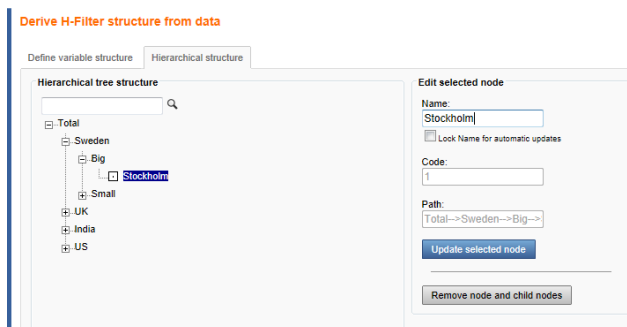 Derive H-Filter structure from data
Define variable structure
Hierarchical structure
Hierarchical tree structure
Total
Sweden
Big
Stockholm
Small
UK
India
US
Edit selected node
Name:
Stockholm
Lock Name for automatic updates
Code:
1
Path:
Total-->Sweden-->Big-->
Update selected node
Remove node and child nodes